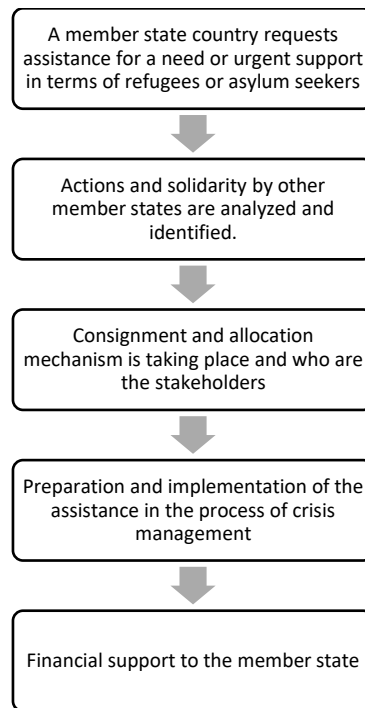 A member state country requests
assistance for a need or urgent support
in terms of refugees or asylum seekers
Actions and solidarity by other
member states are analyzed and
identified.
Consignment and allocation
mechanism is taking place and who are
the stakeholders
Preparation and implementation of the
assistance in the process of crisis
management
Financial support to the member state